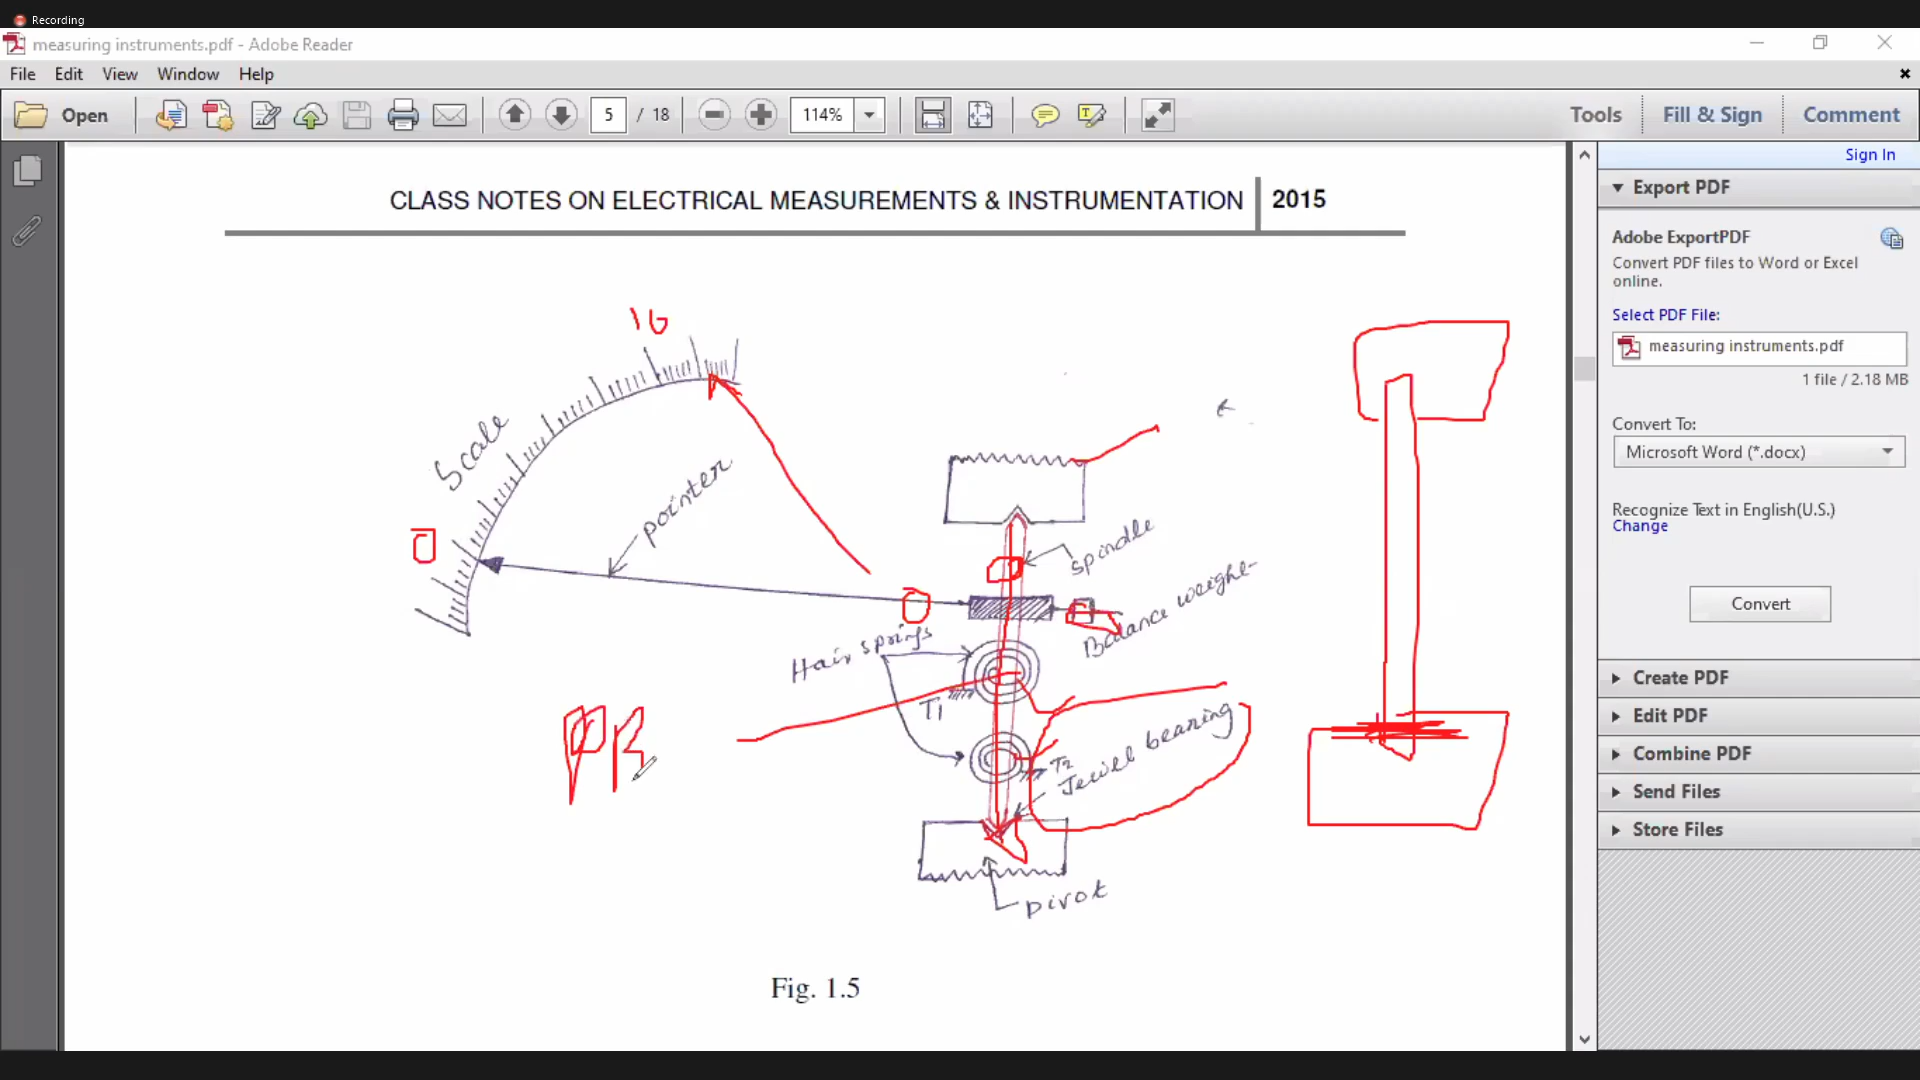 Recording
measuring instruments.pdf - Adobe Reader
File Edit View Window Help
Open 5 / 18 114% Tools Fill & Sign Comment
Sign In
Export PDF
Adobe ExportPDF
Convert PDF files to Word or Excel
online.
Select PDF File:
measuring instruments.pdf
1 file / 2.18 MB
Convert To:
Microsoft Word (*.docx)
Recognize Text in English(U.S.)
Change
Convert
Create PDF
Edit PDF
Combine PDF
Send Files
Store Files
CLASS NOTES ON ELECTRICAL MEASUREMENTS & INSTRUMENTATION 2015
10
Scale
pointer
0
spindle
Balance weight
Hair springs
T1
T2
Jewel bearing
pivot
Fig. 1.5